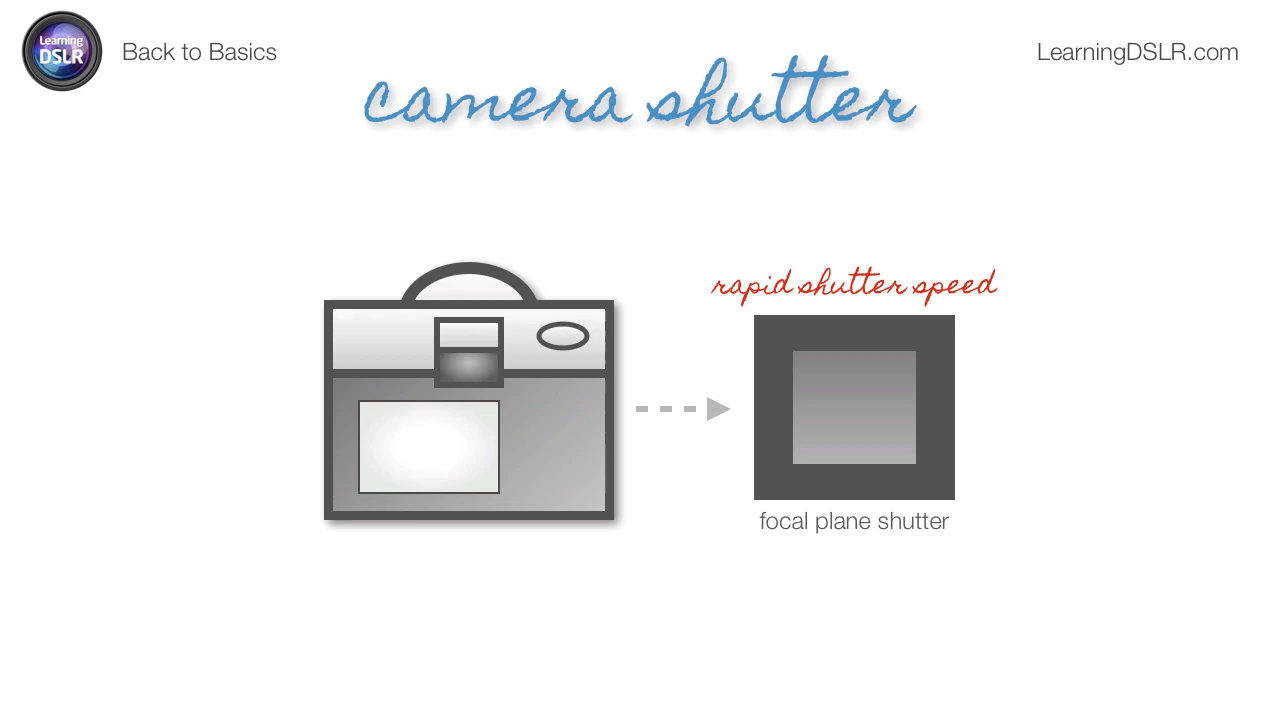 Learning
DSLR
Back to Basics
LearningDSLR.com
camera shutter
rapid shutter speed
focal plane shutter